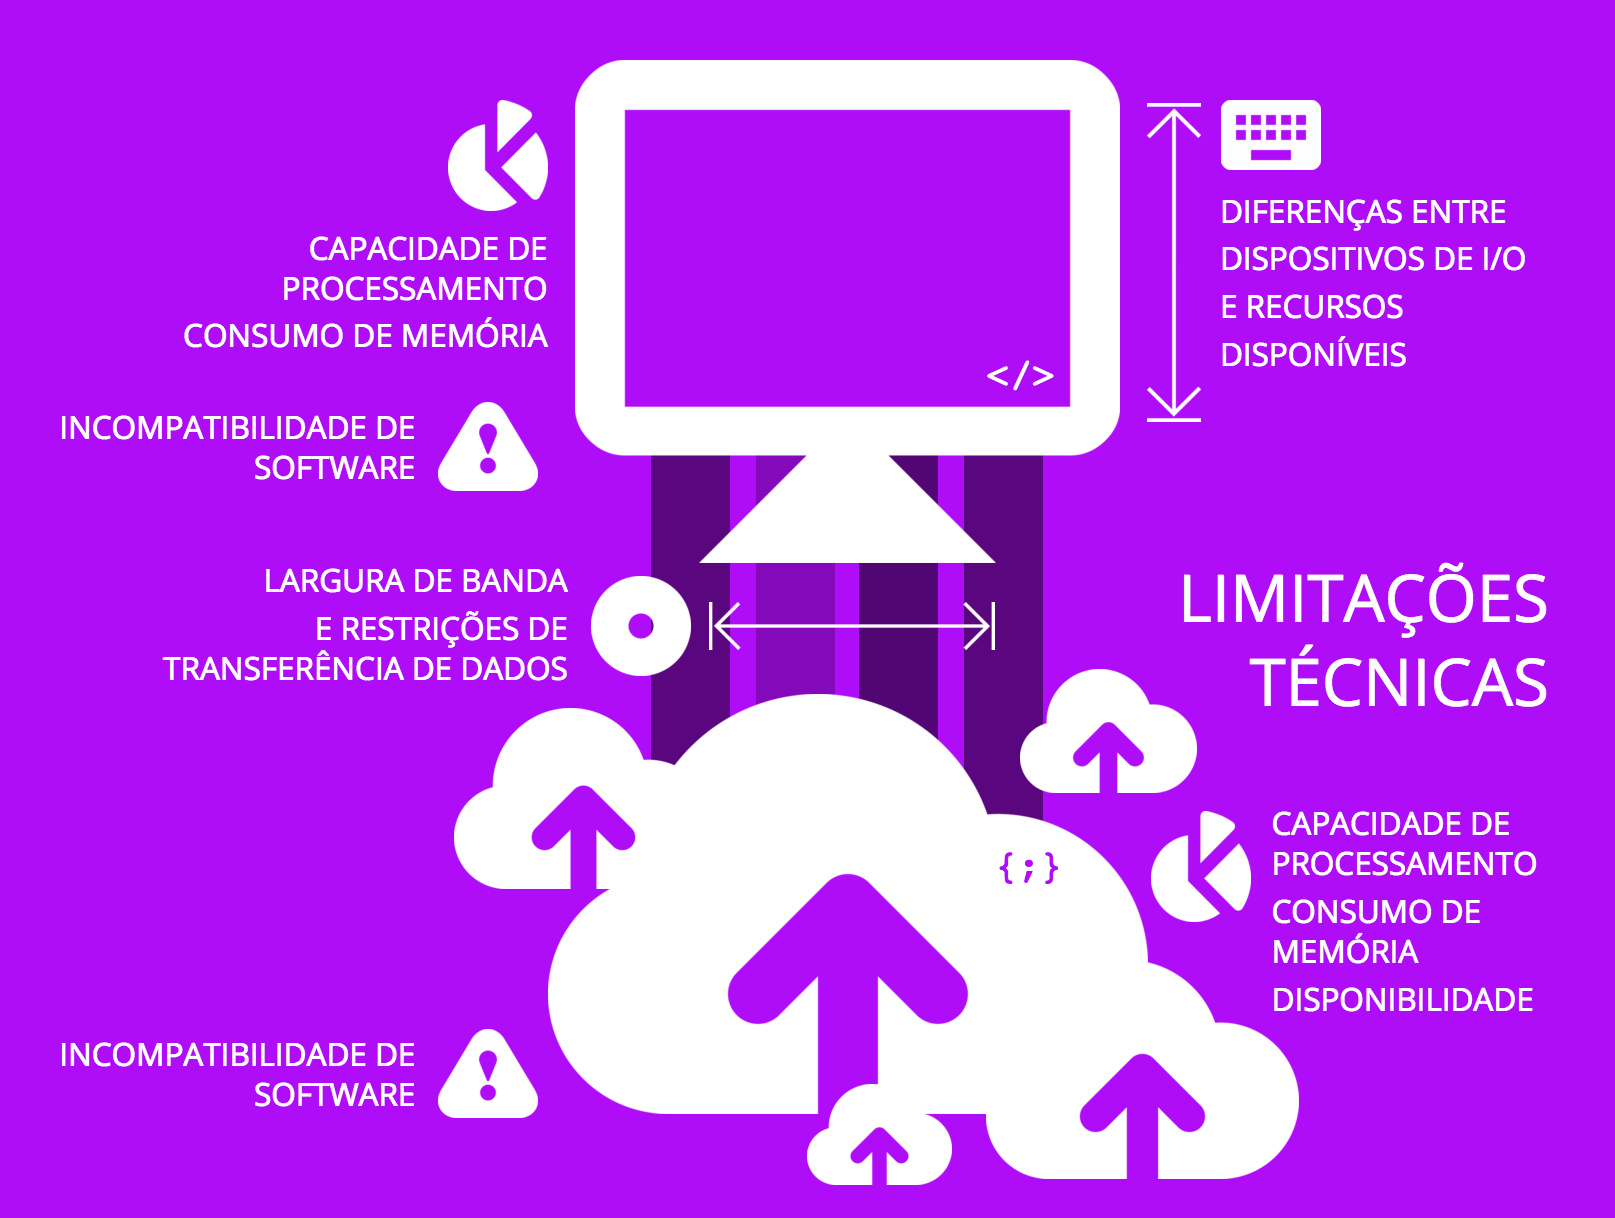 CAPACIDADE DE
PROCESSAMENTO
CONSUMO DE MEMÓRIA
DIFERENÇAS ENTRE
DISPOSITIVOS DE I/O
E RECURSOS
DISPONÍVEIS
</>
INCOMPATIBILIDADE DE
SOFTWARE
LARGURA DE BANDA
E RESTRIÇÕES DE
TRANSFERÊNCIA DE DADOS
LIMITAÇÕES
TÉCNICAS
{;}
CAPACIDADE DE
PROCESSAMENTO
CONSUMO DE
MEMÓRIA
DISPONIBILIDADE
INCOMPATIBILIDADE DE
SOFTWARE